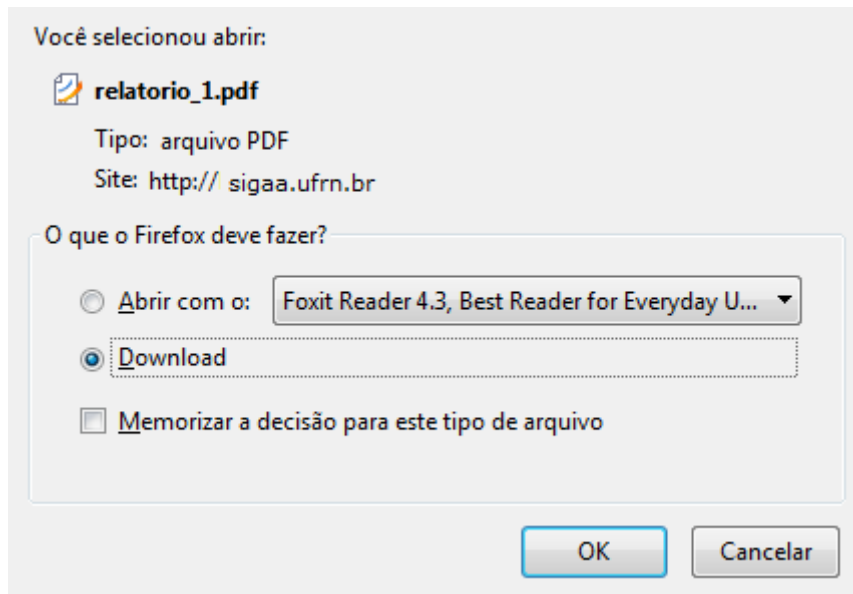 Você selecionou abrir:
relatorio_1.pdf
Tipo: arquivo PDF
Site: http:// sigaa.ufrn.br
O que o Firefox deve fazer?
Abrir com o: Foxit Reader 4.3, Best Reader for Everyday U...
Download
Memorizar a decisão para este tipo de arquivo
OK Cancelar